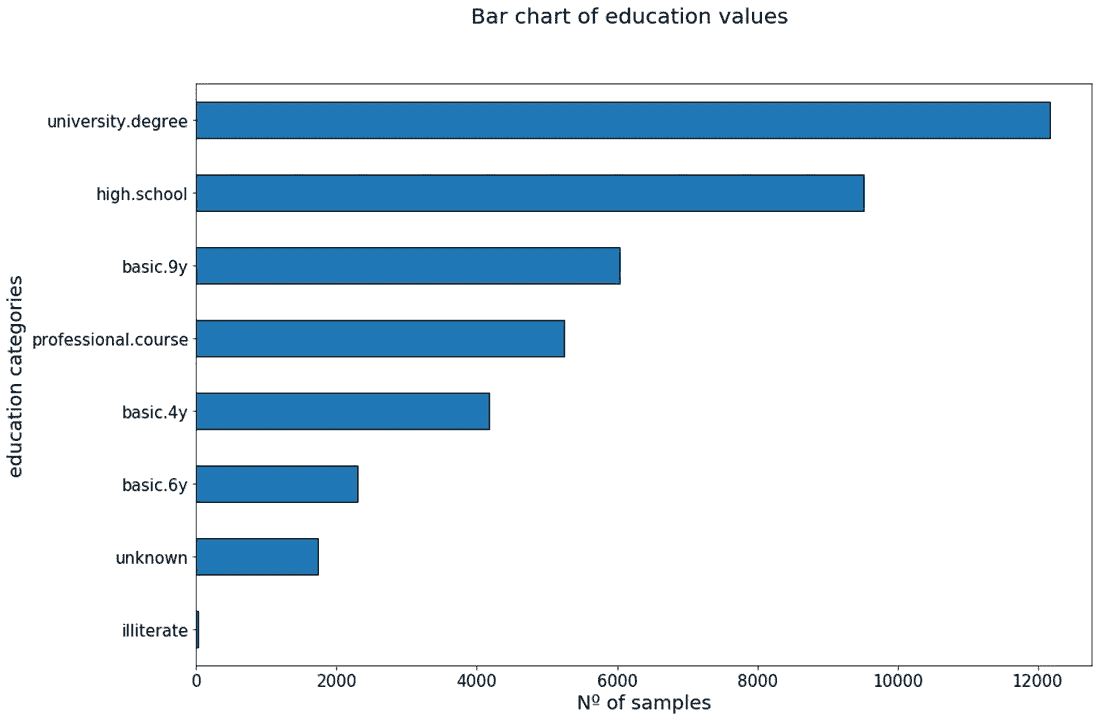 Bar chart of education values
university.degree
high.school
basic.9y
professional.course
basic.4y
basic.6y
unknown
illiterate
education categories
0 2000 4000 6000 8000 10000 12000
Nº of samples